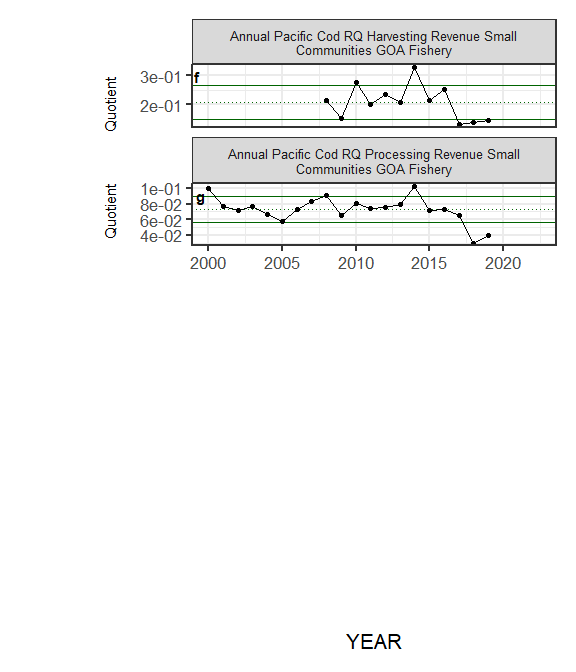 Annual Pacific Cod RQ Harvesting Revenue Small
Communities GOA Fishery
f
3e-01
2e-01
Quotient
Annual Pacific Cod RQ Processing Revenue Small
Communities GOA Fishery
g
1e-01
8e-02
6e-02
4e-02
Quotient
2000 2005 2010 2015 2020
YEAR